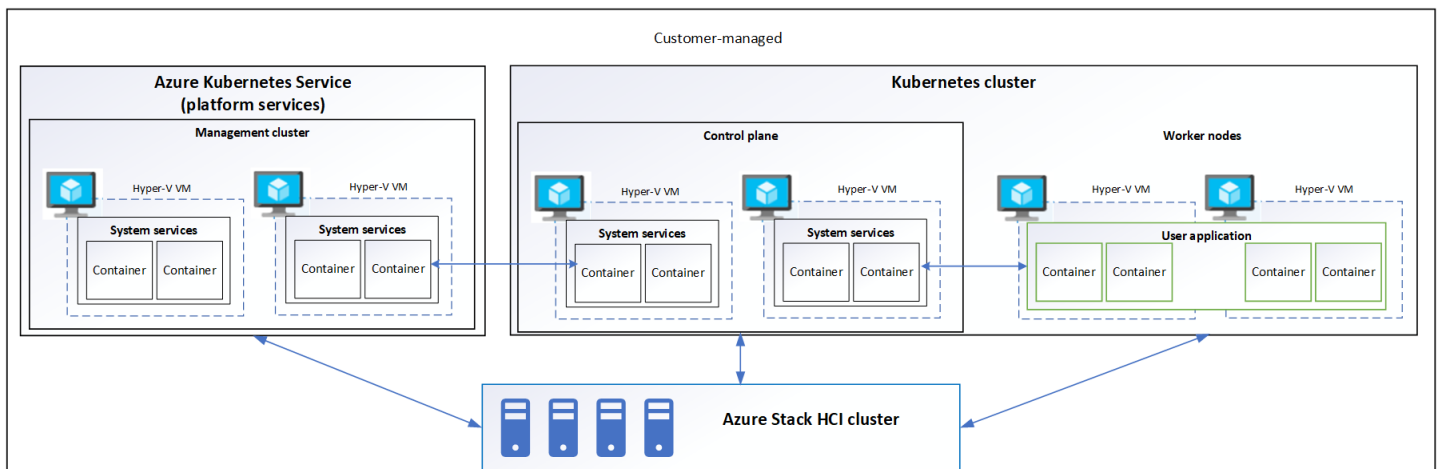 Customer-managed
Azure Kubernetes Service
(platform services)
Management cluster
Hyper-V VM
System services
Container
Container
Hyper-V VM
System services
Container
Container
Kubernetes cluster
Control plane
Hyper-V VM
System services
Container
Container
Hyper-V VM
System services
Container
Container
Worker nodes
Hyper-V VM
Hyper-V VM
User application
Container
Container
Container
Container
Azure Stack HCI cluster